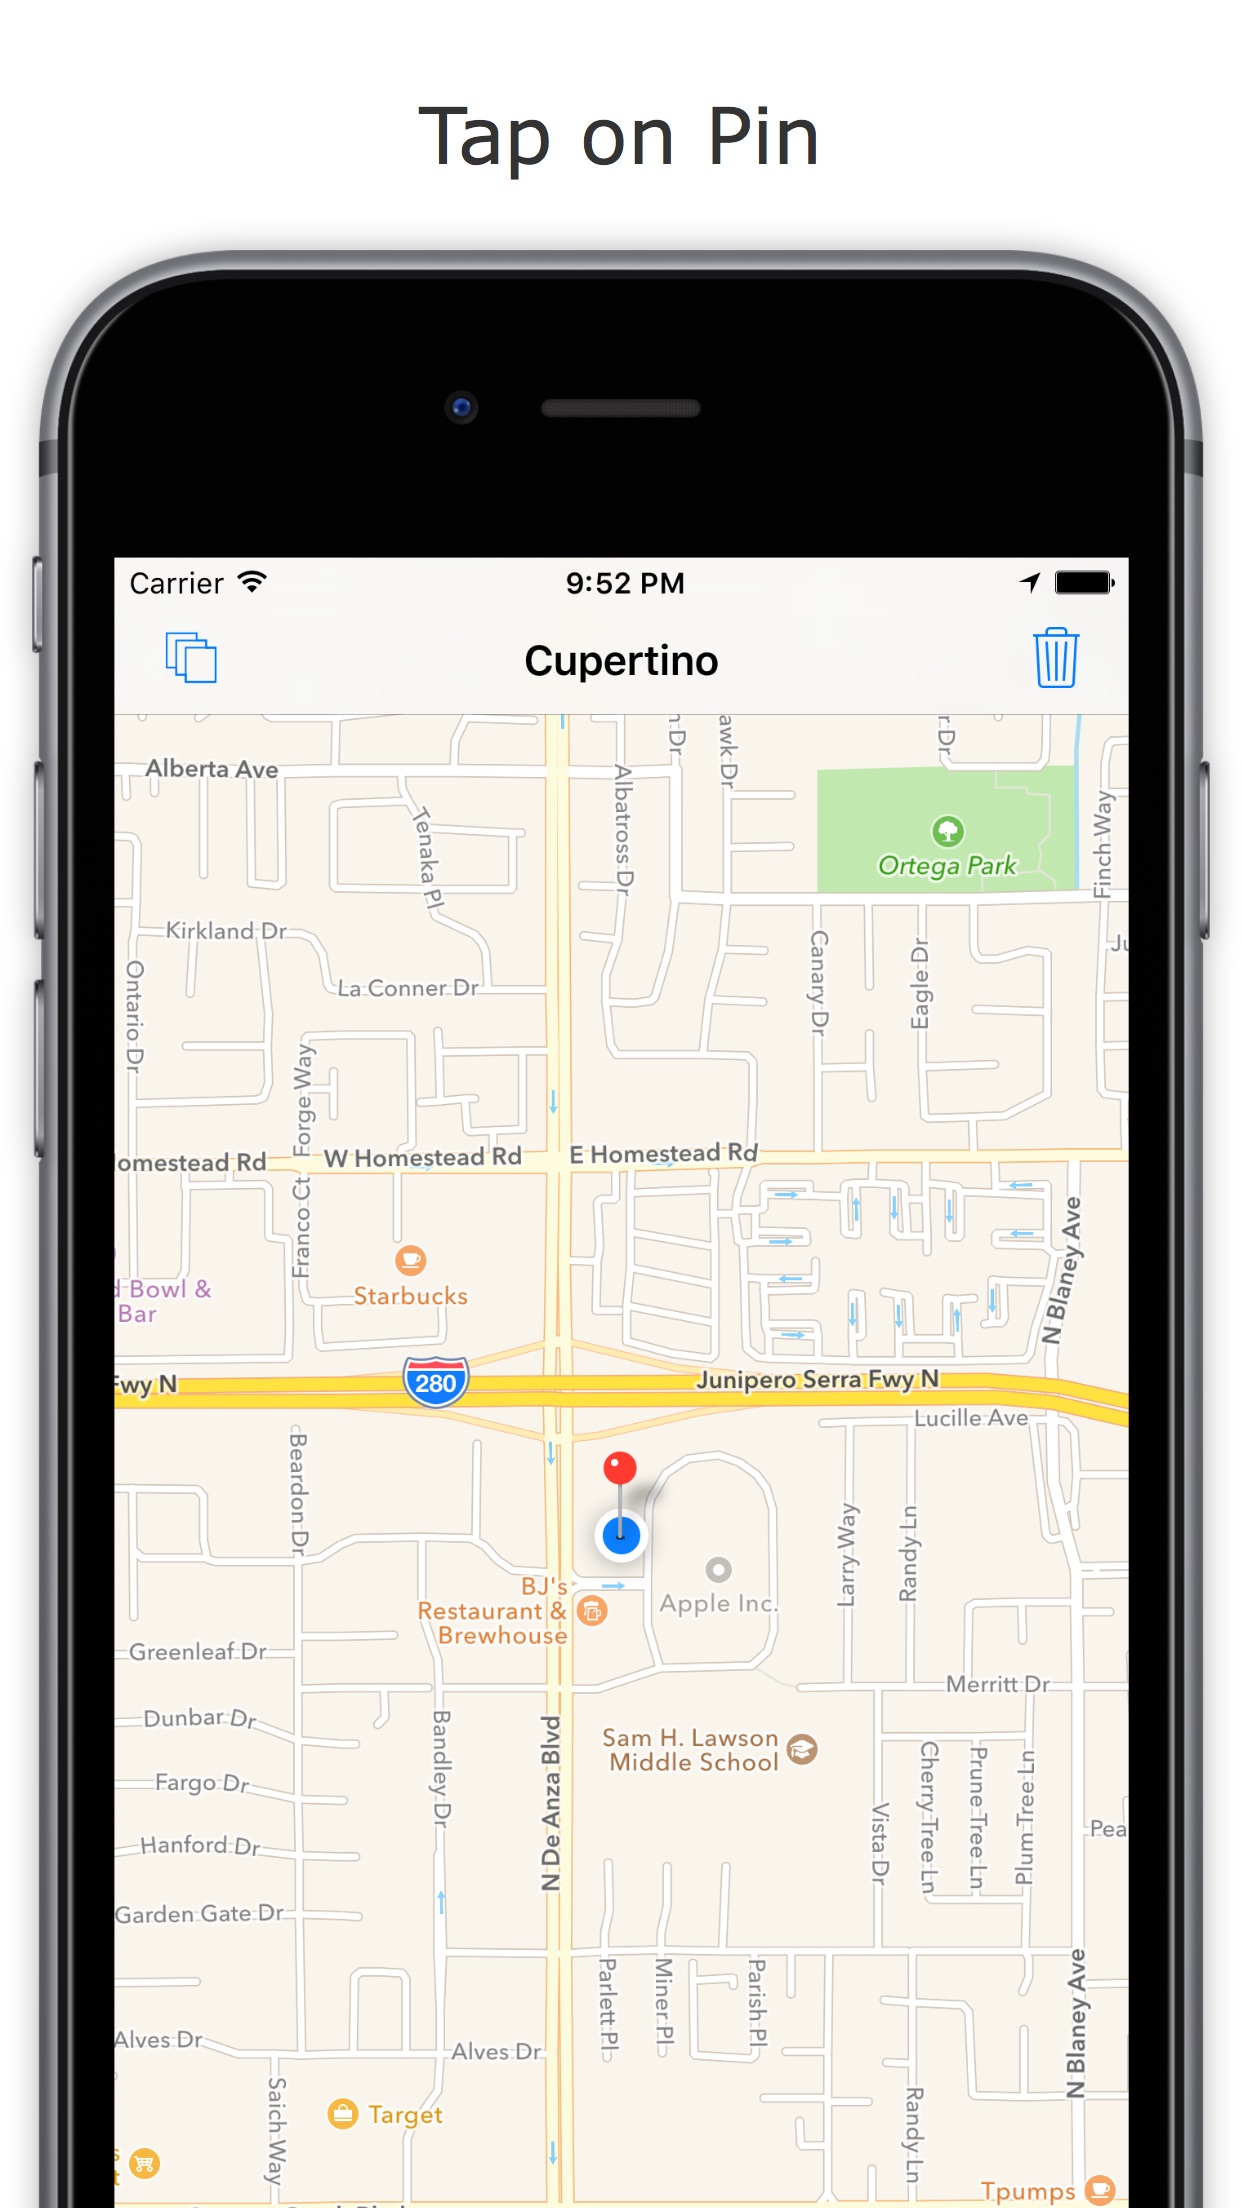 Tap on Pin
Carrier
9:52 PM
Cupertino
Alberta Ave
Tenaka Pl
Albatross Dr
Ortega Park
Finch Way
Kirkland Dr
La Conner Dr
Ontario Dr
Canary Dr
Eagle Dr
Forge Way
W Homestead Rd
E Homestead Rd
Franco Ct
Starbucks
Bowl &
Bar
N Blaney Ave
Fwy N
280
Junipero Serra Fwy N
Lucille Ave
Beardon Dr
Larry Way
Randy Ln
Apple Inc.
BJ's
Restaurant &
Brewhouse
Greenleaf Dr
Merritt Dr
Dunbar Dr
Bandley Dr
N De Anza Blvd
Sam H. Lawson
Middle School
Fargo Dr
Cherry Tree Ln
Prune Tree Ln
Plum Tree Ln
Vista Dr
Hanford Dr
Garden Gate Dr
Parlett Pl
Miner Pl
Parish Pl
N Blaney Ave
Alves Dr
Alves Dr
Saich Way
Target
Randy Ln
Tpumps